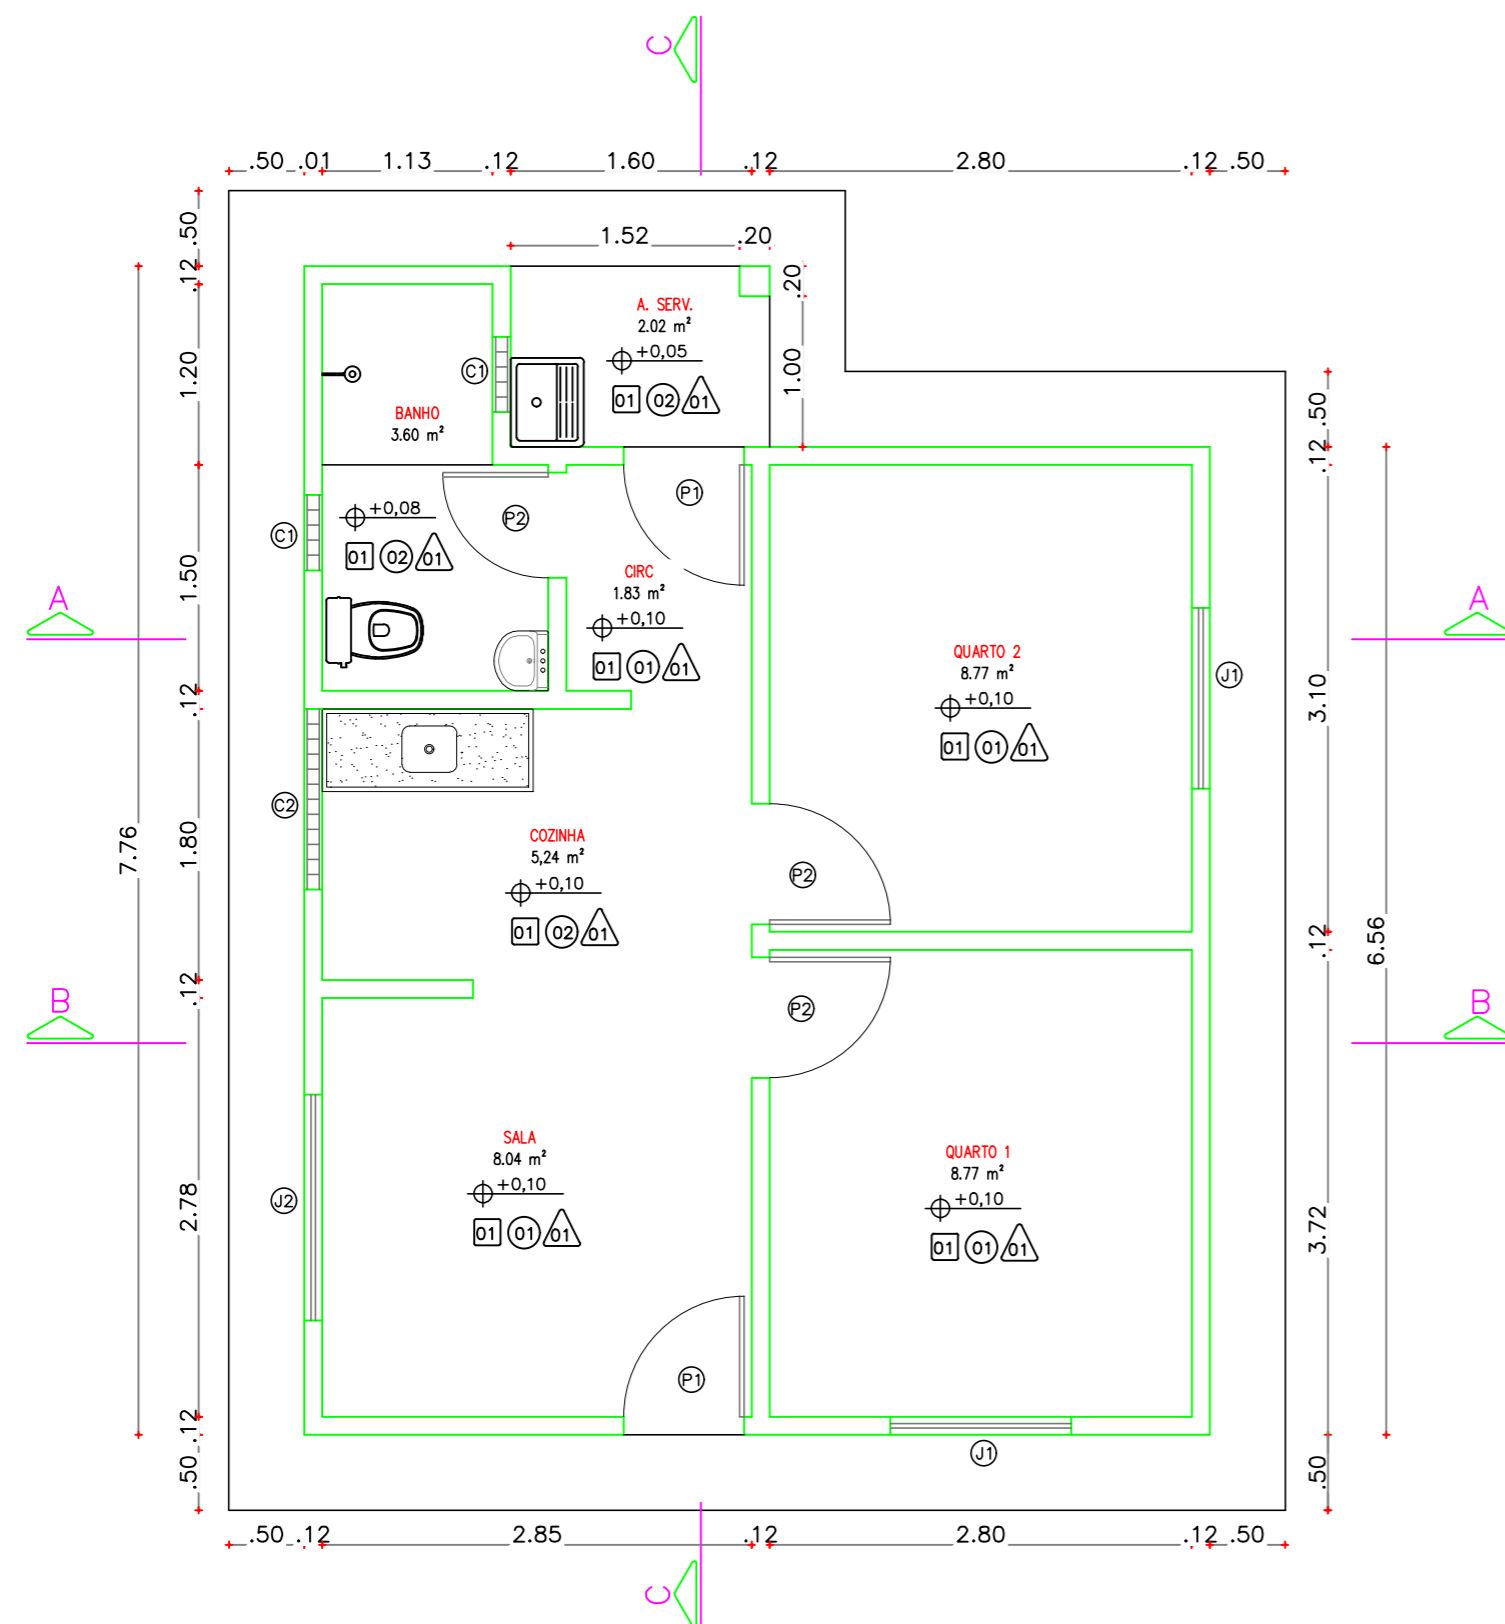 C
.50 .01 1.13 .12 1.60 .12 2.80 .12 .50
1.52 .20
.50
.12
.20
A. SERV.
2.02 m²
+0,05
01 02 01
1.20
C1
1.00
BANHO
3.60 m²
.50
.12
P1
+0,08
P2
C1
01 02 01
1.50
CIRC
1.83 m²
+0,10
01 01 01
A
A
QUARTO 2
8.77 m²
+0,10
01 01 01
J1
3.10
.12
C2
7.76
1.80
COZINHA
5,24 m²
+0,10
01 02 01
P2
6.56
.12
.12
B
B
P2
SALA
8.04 m²
+0,10
01 01 01
QUARTO 1
8.77 m²
+0,10
01 01 01
J2
2.78
3.72
P1
.12
.50
J1
.50
.50 .12 2.85 .12 2.80 .12 .50
C